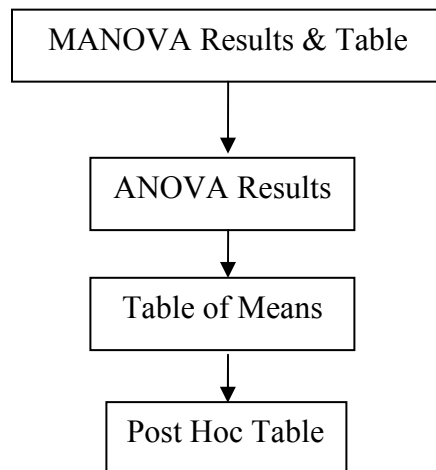 MANOVA Results & Table
ANOVA Results
Table of Means
Post Hoc Table